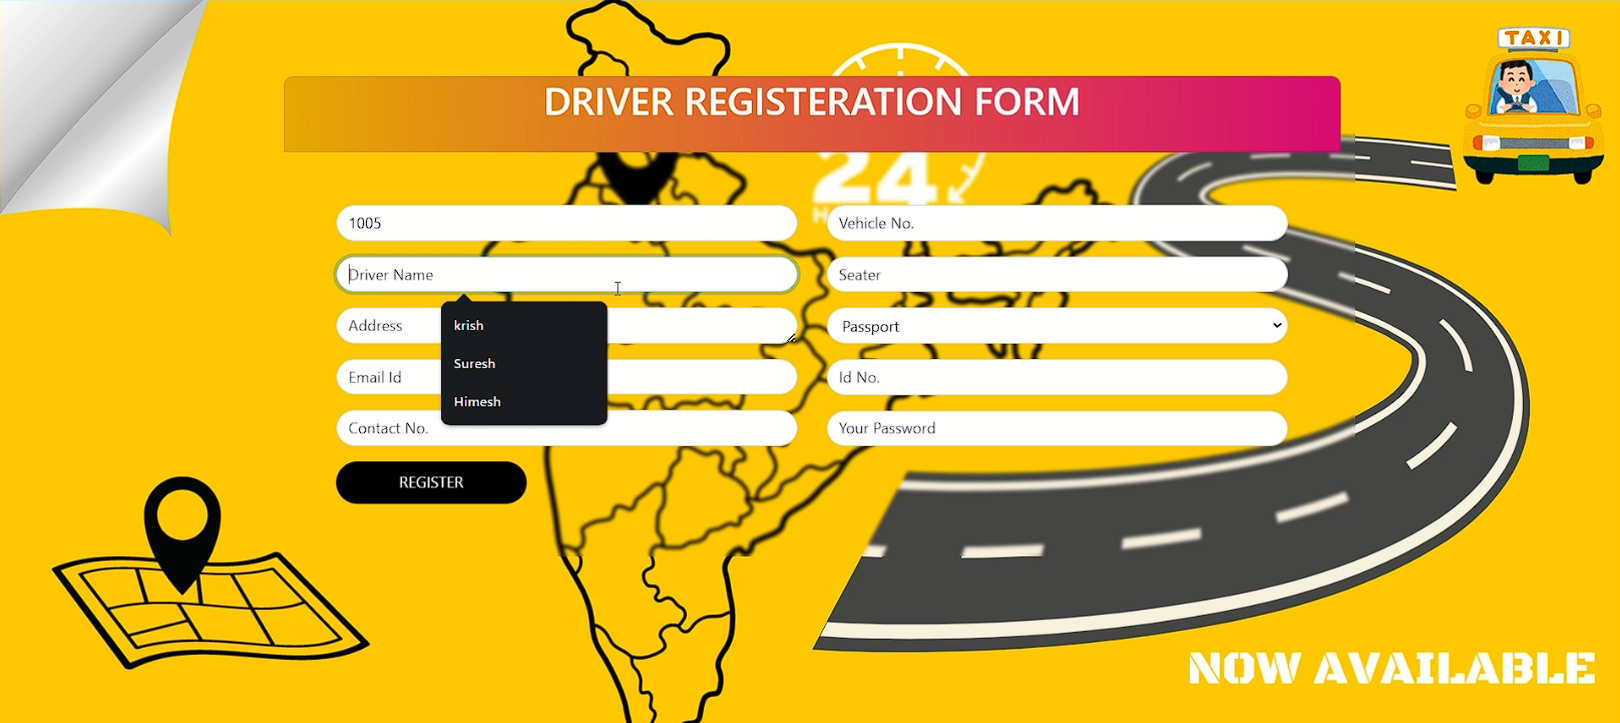 TAXI
DRIVER REGISTERATION FORM
24
H
1005
Vehicle No.
Driver Name
Seater
Address
Passport
krish
Suresh
Himesh
Email Id
Id No.
Contact No.
Your Password
REGISTER
NOW AVAILABLE